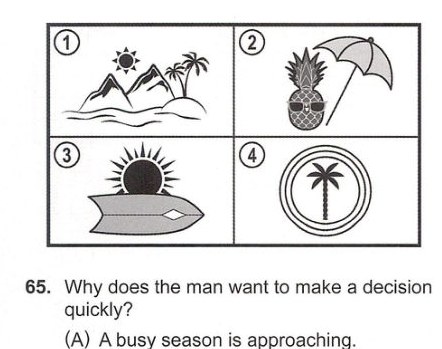 1
2
3
4
65. Why does the man want to make a decision
quickly?
(A) A busy season is approaching.